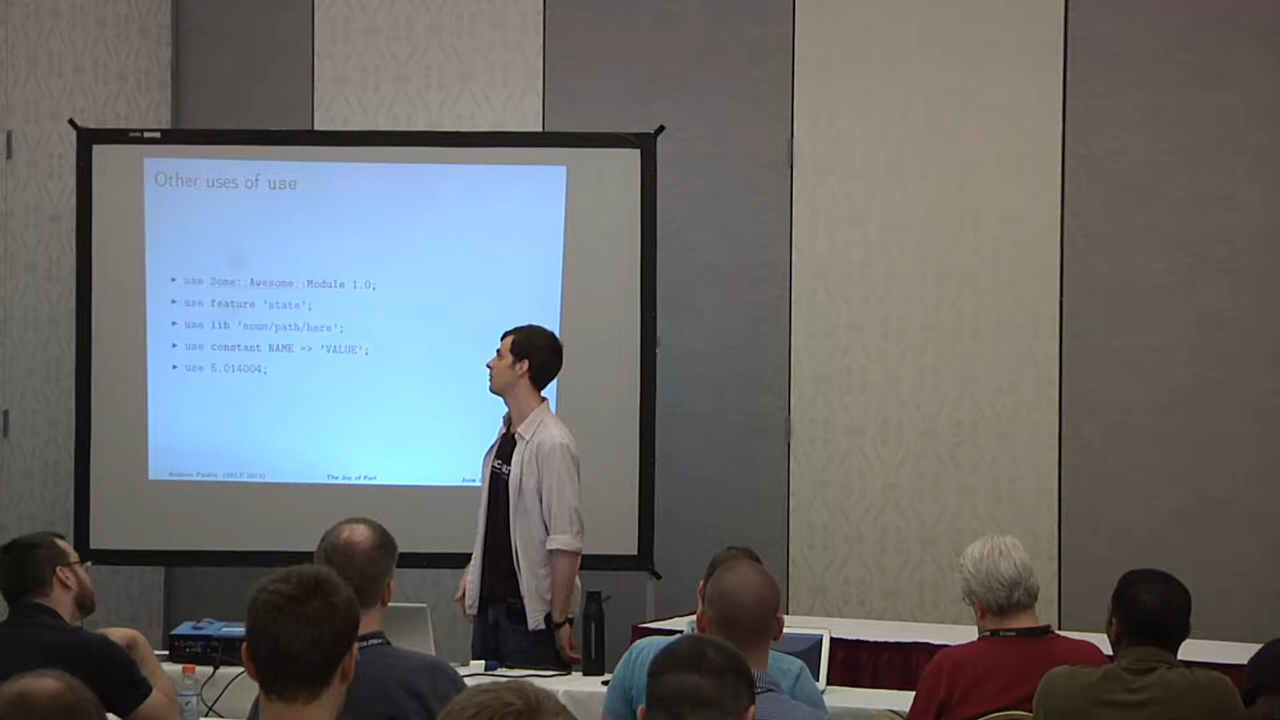 Other uses of use
► use Some::Awesome::Module 1.0;
► use feature 'state';
► use lib 'some/path/here';
► use constant NAME => 'VALUE';
► use 5.014004;
The Joy of Perl
June